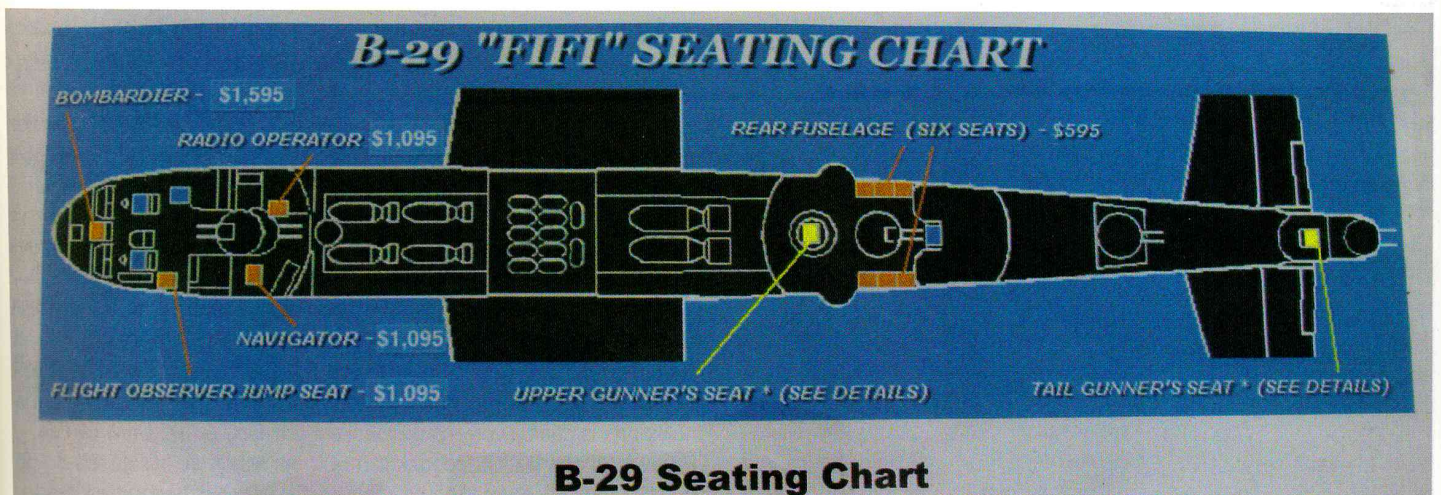 B-29 "FIFI" SEATING CHART
BOMBARDIER - $1,595
RADIO OPERATOR $1,095
REAR FUSELAGE (SIX SEATS) - $595
NAVIGATOR - $1,095
FLIGHT OBSERVER JUMP SEAT - $1,095
UPPER GUNNER'S SEAT * (SEE DETAILS)
TAIL GUNNER'S SEAT * (SEE DETAILS)
B-29 Seating Chart